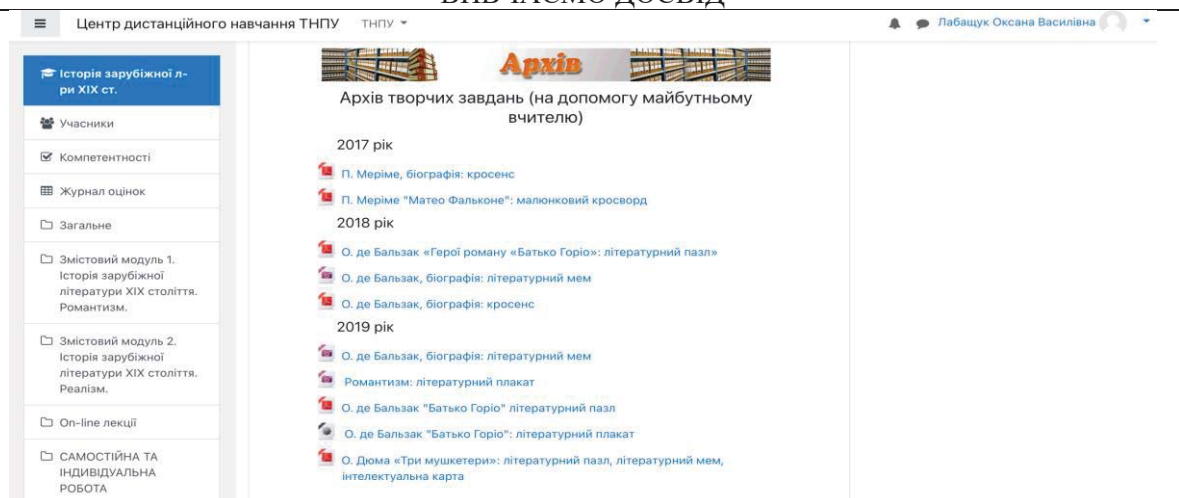 ВИВЧАЄМО ДОСВІД
Центр дистанційного навчання ТНПУ ТНПУ
Лабащук Оксана Василівна
Історія зарубіжної л-
ри XIX ст.
Учасники
Компетентності
Журнал оцінок
Загальне
Змістовий модуль 1.
Історія зарубіжної
літератури XIX століття.
Романтизм.
Змістовий модуль 2.
Історія зарубіжної
літератури XIX століття.
Реалізм.
On-line лекції
САМОСТІЙНА ТА
ІНДИВІДУАЛЬНА
РОБОТА
Архів
Архів творчих завдань (на допомогу майбутньому
вчителю)
2017 рік
П. Меріме, біографія: кросенс
П. Меріме "Матео Фальконе": малюнковий кросворд
2018 рік
О. де Бальзак «Герої роману «Батько Горіо»: літературний пазл»
О. де Бальзак, біографія: літературний мем
О. де Бальзак, біографія: кросенс
2019 рік
О. де Бальзак, біографія: літературний мем
Романтизм: літературний плакат
О. де Бальзак "Батько Горіо" літературний пазл
О. де Бальзак "Батько Горіо": літературний плакат
О. Дюма «Три мушкетери»: літературний пазл, літературний мем,
інтелектуальна карта